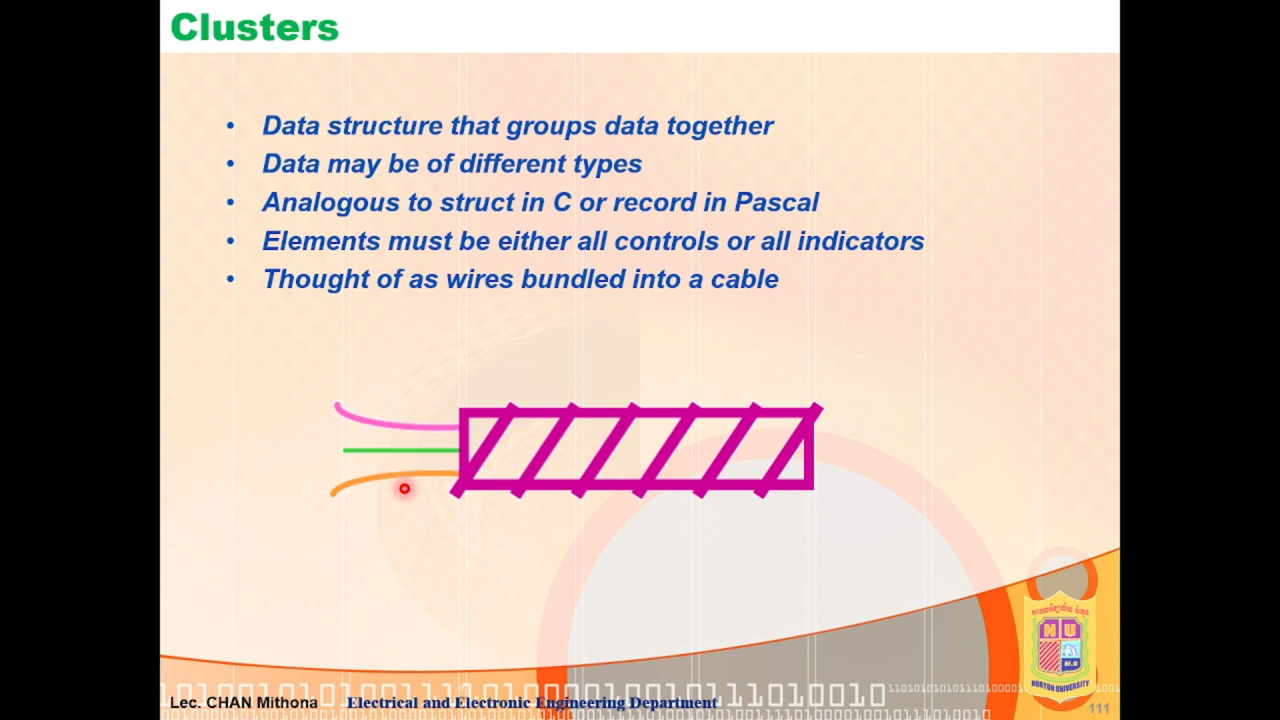 Clusters
• Data structure that groups data together
• Data may be of different types
• Analogous to struct in C or record in Pascal
• Elements must be either all controls or all indicators
• Thought of as wires bundled into a cable
N U
NORTON UNIVERSITY
Lec. CHAN Mithona Electrical and Electronic Engineering Department
111